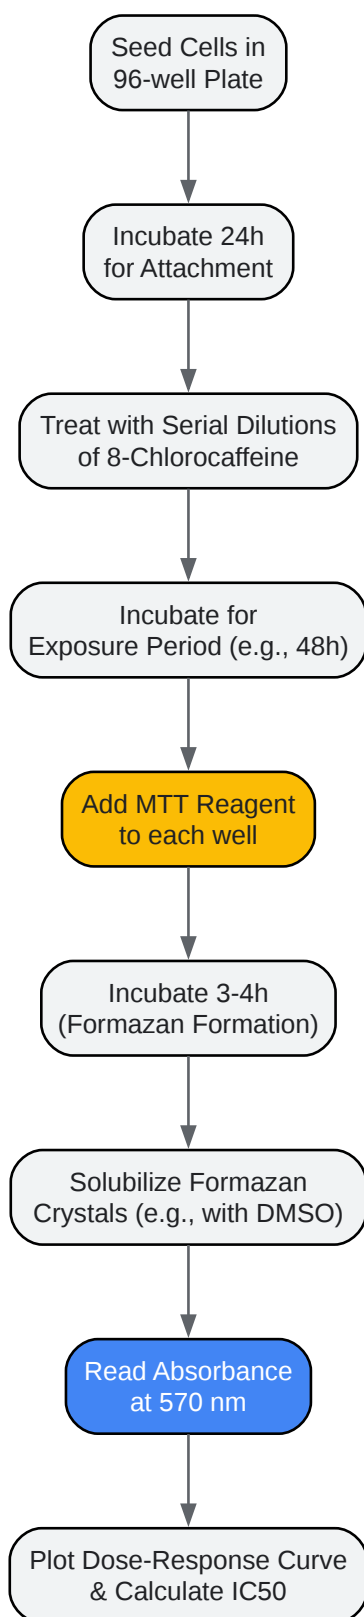 Seed Cells in
96-well Plate
Incubate 24h
for Attachment
Treat with Serial Dilutions
of 8-Chlorocaffeine
Incubate for
Exposure Period (e.g., 48h)
Add MTT Reagent
to each well
Incubate 3-4h
(Formazan Formation)
Solubilize Formazan
Crystals (e.g., with DMSO)
Read Absorbance
at 570 nm
Plot Dose-Response Curve
& Calculate IC50